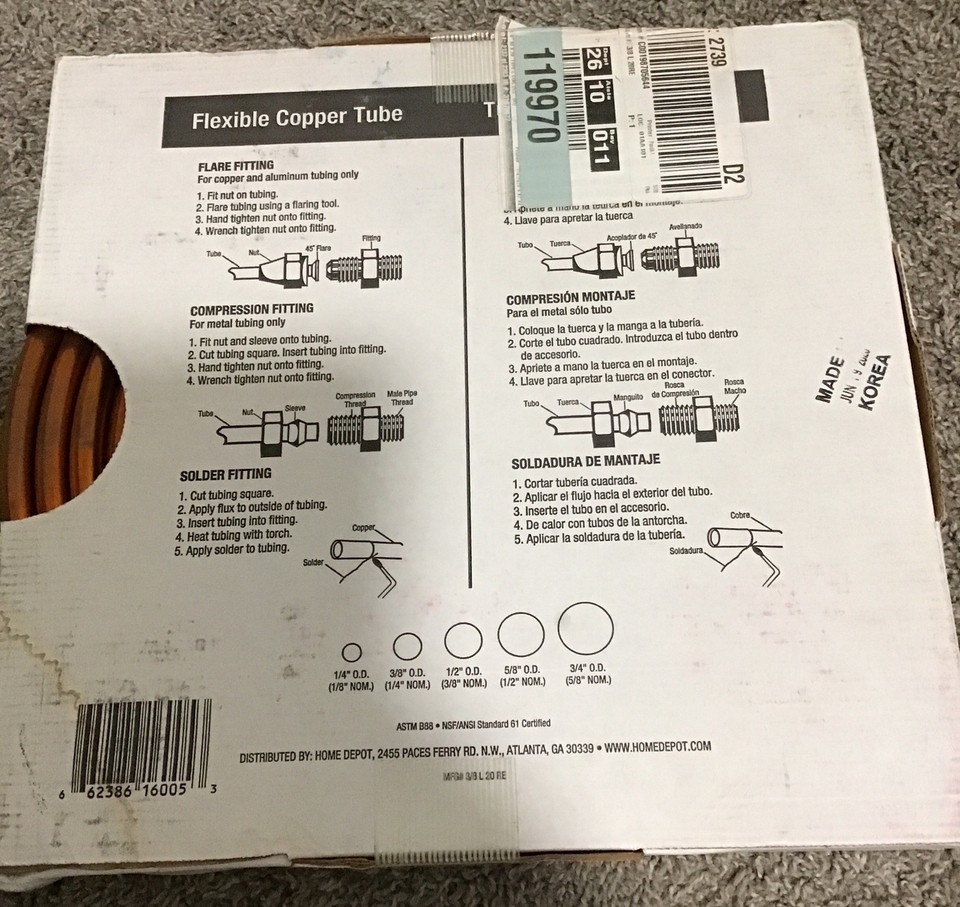 Flexible Copper Tube
FLARE FITTING
For copper and aluminum tubing only
1. Fit nut on tubing.
2. Flare tubing using a flaring tool.
3. Hand tighten nut onto fitting.
4. Wrench tighten nut onto fitting.
Tube
Nut
45° Flare
Fitting
COMPRESSION FITTING
For metal tubing only
1. Fit nut and sleeve onto tubing.
2. Cut tubing square. Insert tubing into fitting.
3. Hand tighten nut onto fitting.
4. Wrench tighten nut onto fitting.
Tube
Nut
Sleeve
Compression
Thread
Male Pipe
Thread
SOLDER FITTING
1. Cut tubing square.
2. Apply flux to outside of tubing.
3. Insert tubing into fitting.
4. Heat tubing with torch.
5. Apply solder to tubing.
Copper
Solder
T
119970
Dept
26
Aisle
10
Bay
011
P-1
2739
D2
4. Llave para apretar la tuerca
Tubo
Tuerca
Acoplador de 45°
Avellanado
COMPRESIÓN MONTAJE
Para el metal sólo tubo
1. Coloque la tuerca y la manga a la tubería.
2. Corte el tubo cuadrado. Introduzca el tubo dentro
de accesorio.
3. Apriete a mano la tuerca en el montaje.
4. Llave para apretar la tuerca en el conector.
Tubo
Tuerca
Manguito
Rosca
de Compresión
Rosca
Macho
SOLDADURA DE MANTAJE
1. Cortar tubería cuadrada.
2. Aplicar el flujo hacia el exterior del tubo.
3. Inserte el tubo en el accesorio.
4. De calor con tubos de la antorcha.
5. Aplicar la soldadura de la tubería.
Cobre
Soldadura
MADE
JUN
KOREA
1/4" O.D.
(1/8" NOM.)
3/8" O.D.
(1/4" NOM.)
1/2" O.D.
(3/8" NOM.)
5/8" O.D.
(1/2" NOM.)
3/4" O.D.
(5/8" NOM.)
ASTM B88 • NSF/ANSI Standard 61 Certified
DISTRIBUTED BY: HOME DEPOT, 2455 PACES FERRY RD. N.W., ATLANTA, GA 30339 • WWW.HOMEDEPOT.COM
MFG# 3/8 L 20 RE
6 62386 16005 3